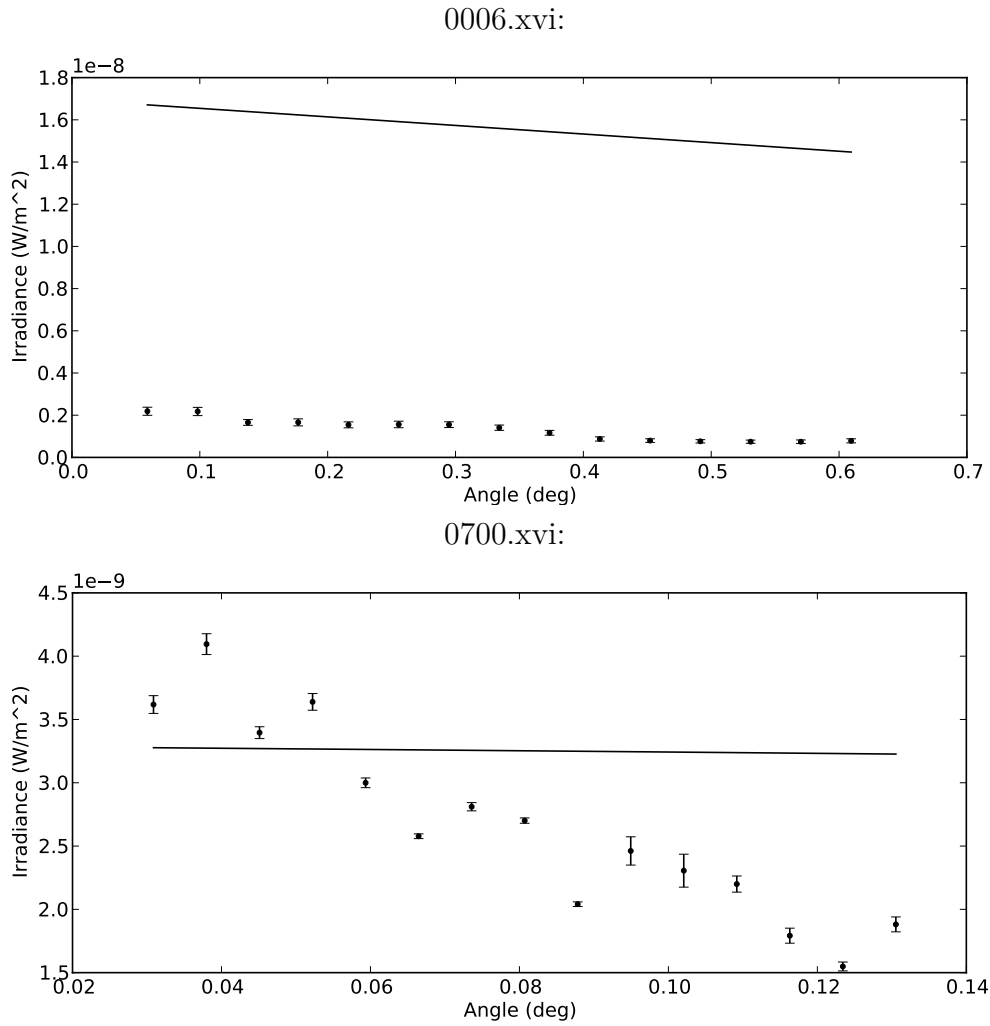 0006.xvi:
1e−8
1.8
1.6
1.4
1.2
1.0
0.8
0.6
0.4
0.2
0.0
Irradiance (W/m^2)
0.0 0.1 0.2 0.3 0.4 0.5 0.6 0.7
Angle (deg)
0700.xvi:
1e−9
4.5
4.0
3.5
3.0
2.5
2.0
1.5
Irradiance (W/m^2)
0.02 0.04 0.06 0.08 0.10 0.12 0.14
Angle (deg)